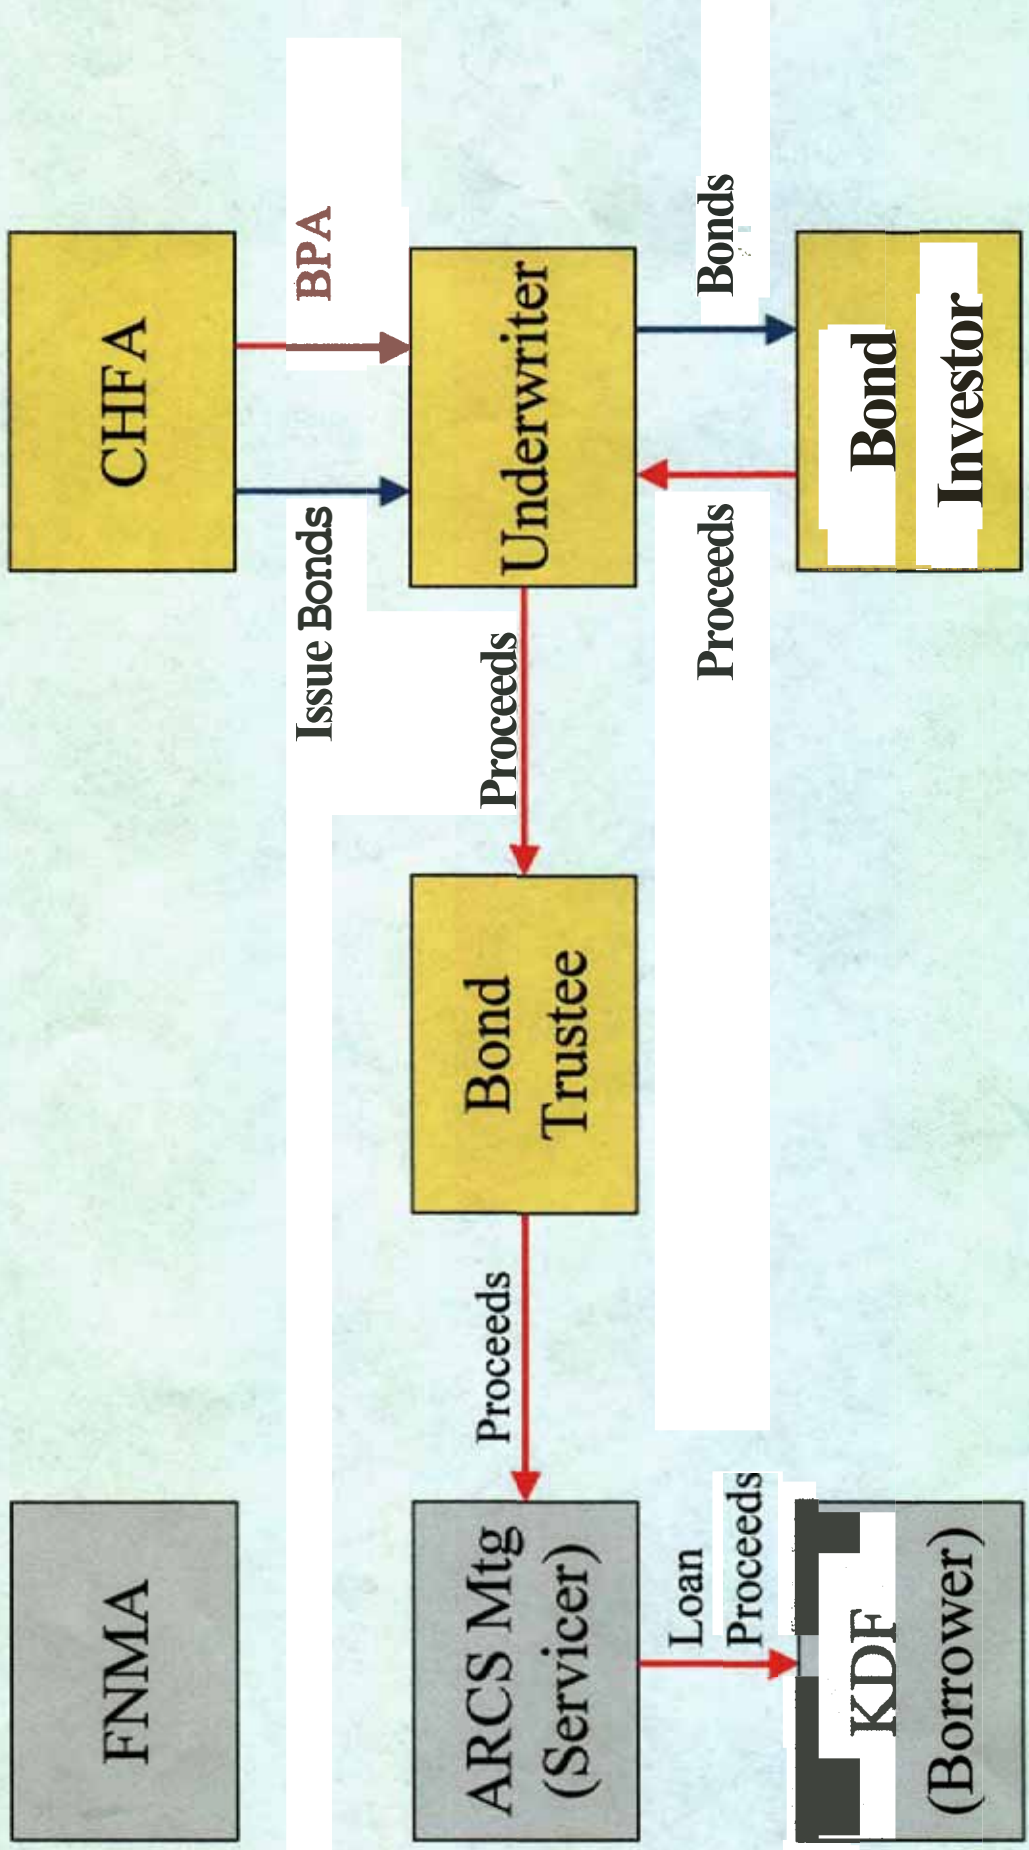 FNMA
CHFA
Issue Bonds
BPA
ARCS Mtg
(Servicer)
Proceeds
Bond
Trustee
Proceeds
Underwriter
Loan
Proceeds
Proceeds
Bonds
KDF
(Borrower)
Bond
Investor